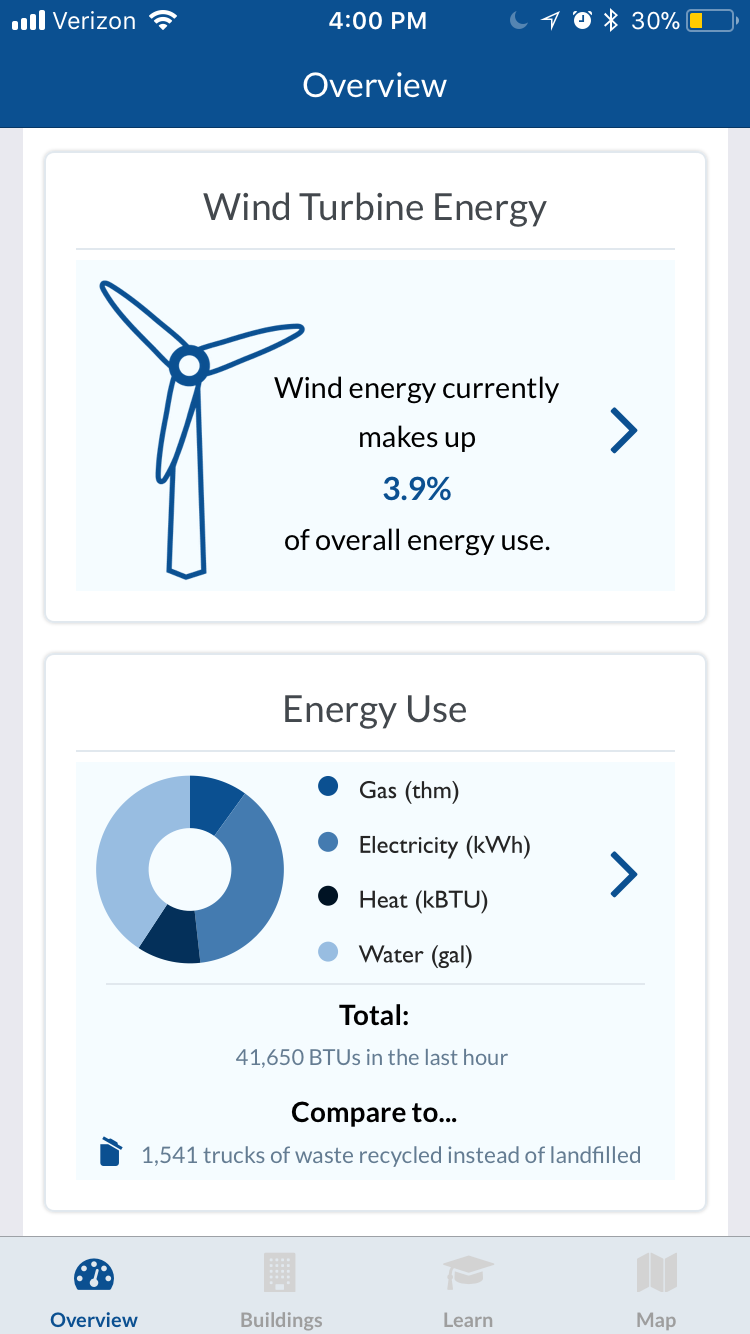 Verizon 4:00 PM 30%
Overview
Wind Turbine Energy
Wind energy currently
makes up
3.9%
of overall energy use.
Energy Use
Gas (thm)
Electricity (kWh)
Heat (kBTU)
Water (gal)
Total:
41,650 BTUs in the last hour
Compare to...
1,541 trucks of waste recycled instead of landfilled
Overview Buildings Learn Map